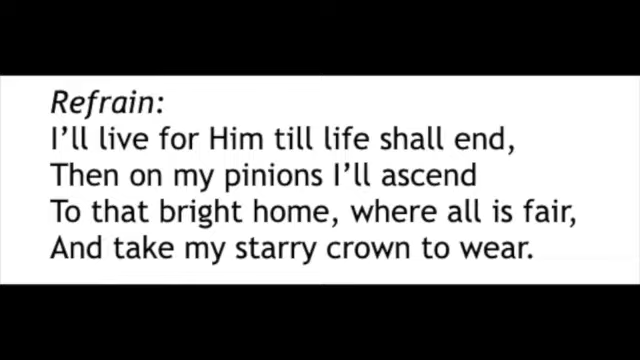 Refrain:
I'll live for Him till life shall end,
Then on my pinions I'll ascend
To that bright home, where all is fair,
And take my starry crown to wear.